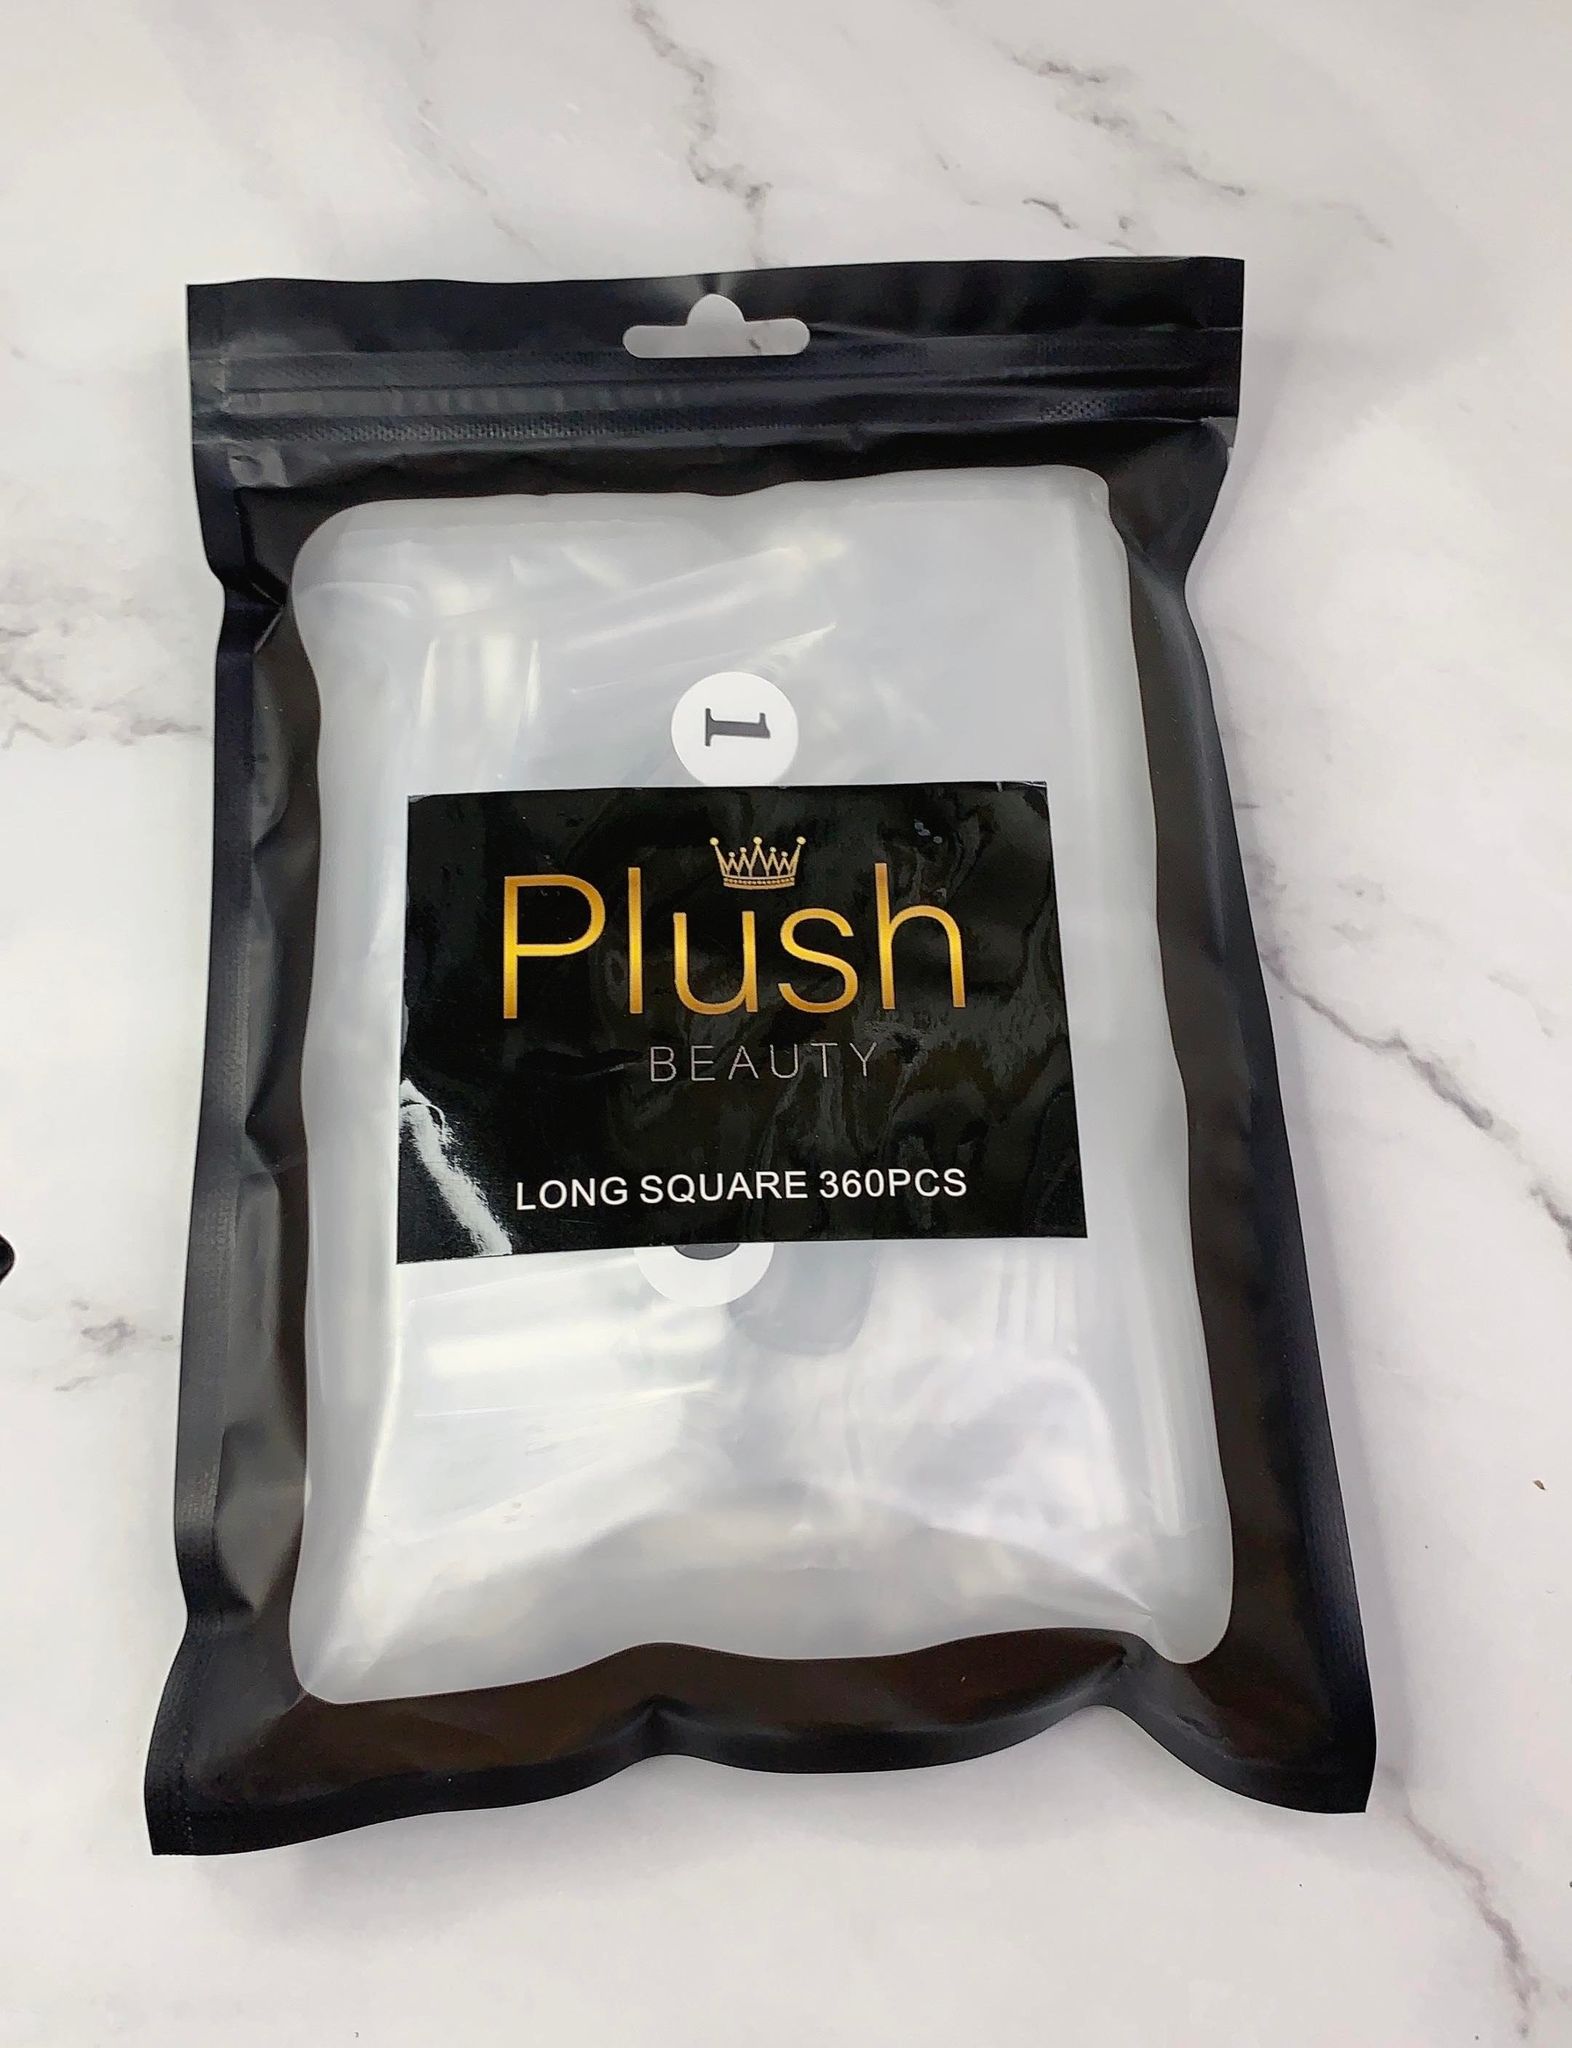 1
Plush
BEAUTY
LONG SQUARE 360PCS